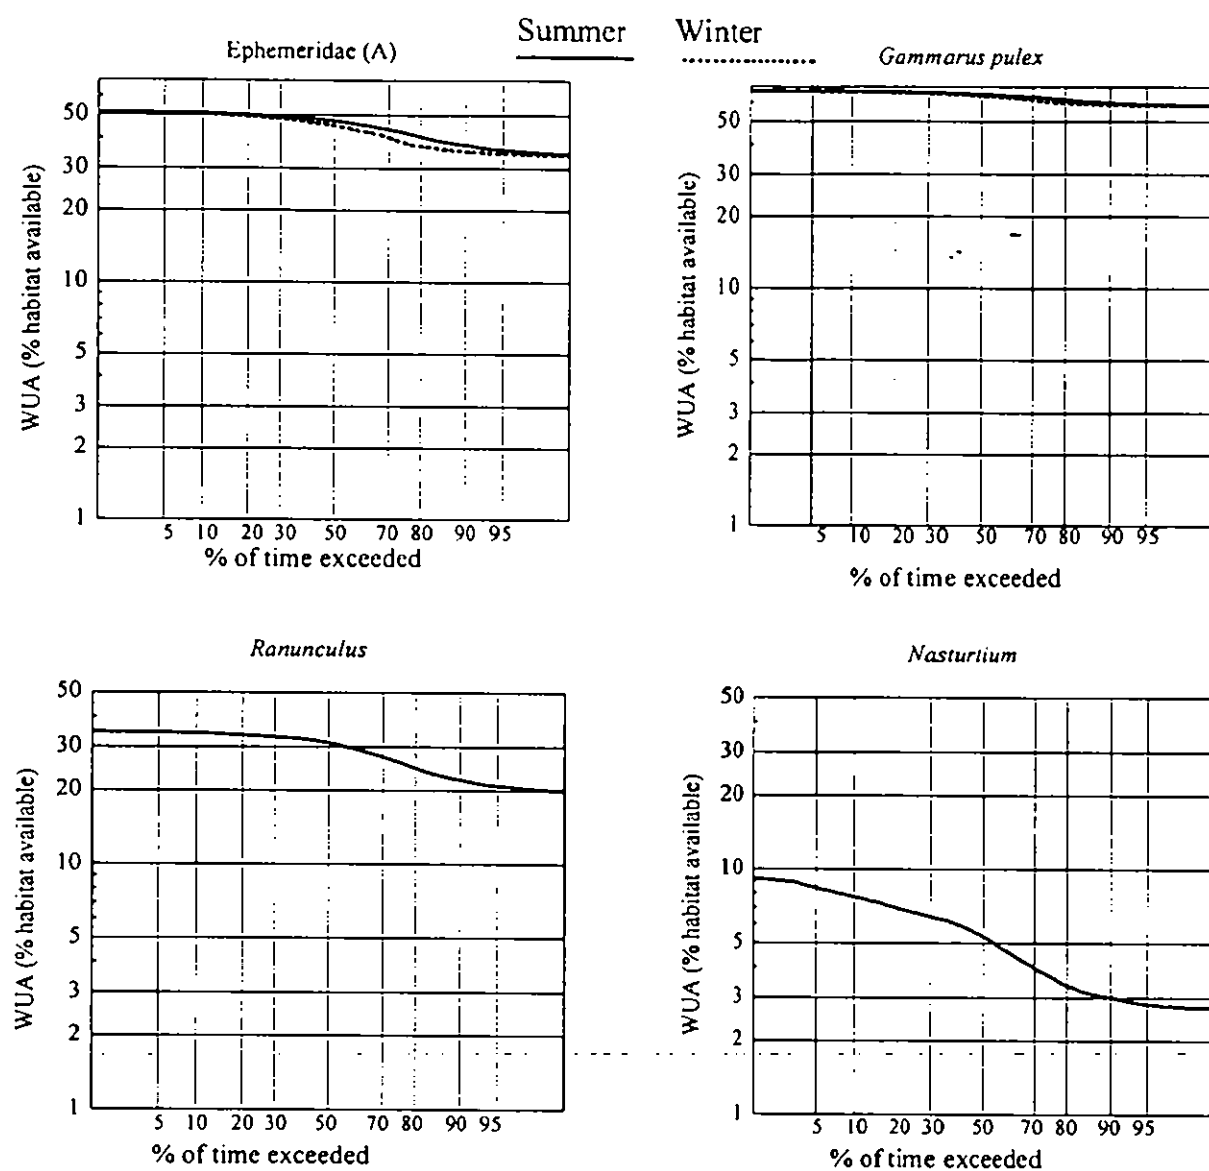 Summer Winter
Ephemeridae (A)
WUA (% habitat available)
50
30
20
10
5
3
2
1
5 10 20 30 50 70 80 90 95
% of time exceeded
Gammarus pulex
WUA (% habitat available)
50
30
20
10
5
3
2
1
5 10 20 30 50 70 80 90 95
% of time exceeded
Ranunculus
WUA (% habitat available)
50
30
20
10
5
3
2
1
5 10 20 30 50 70 80 90 95
% of time exceeded
Nasturtium
WUA (% habitat available)
50
30
20
10
5
3
2
1
5 10 20 30 50 70 80 90 95
% of time exceeded